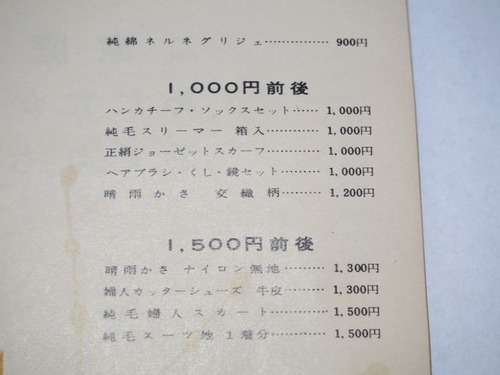 純綿ネルネグリジェ……………900円
1,000円前後
ハンカチーフ・ソックスセット……1,000円
純毛スリーマー 箱入…………1,000円
正絹ジョーゼットスカーフ………1,000円
ヘアブラシ・くし・鏡セット………1,000円
晴雨かさ 交織柄…………1,200円
1,500円前後
晴雨かさ ナイロン無地…………1,300円
婦人カッターシューズ 牛皮………1,300円
純毛婦人スカート…………1,500円
純毛スーツ地1着分…………1,500円